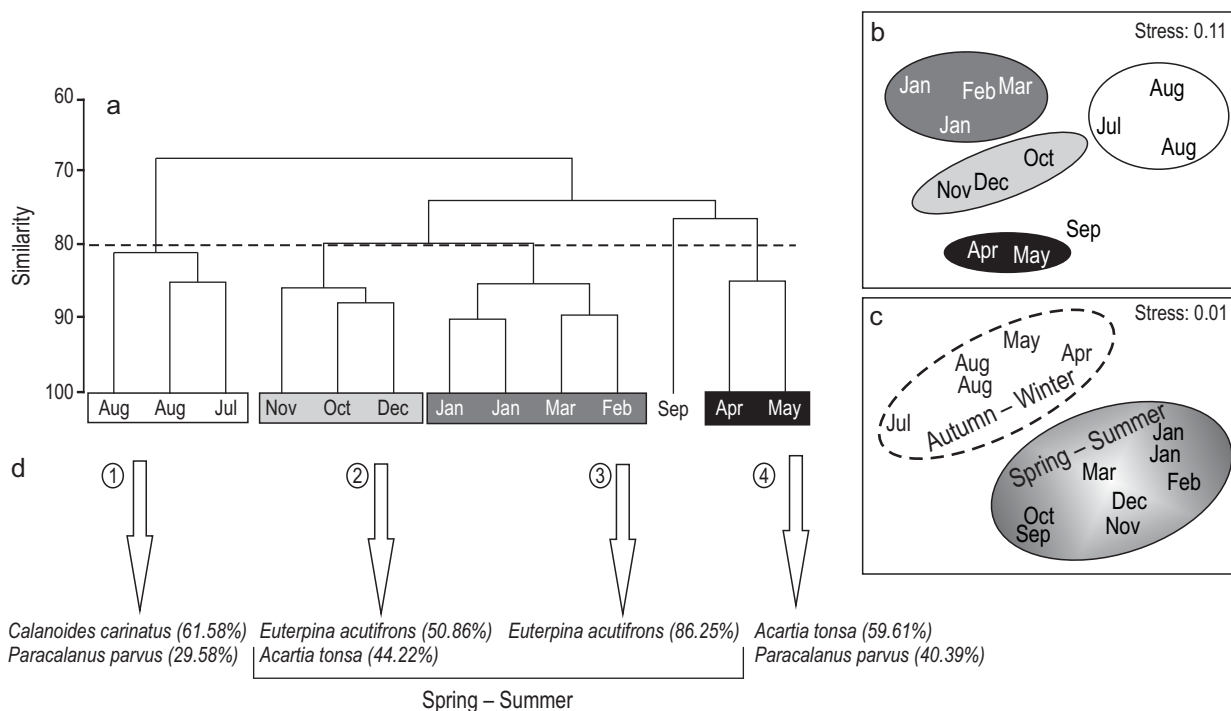 a
60
70
80
90
100
Similarity
Aug Aug Jul Nov Oct Dec Jan Jan Mar Feb Sep Apr May
b
Stress: 0.11
Jan Feb Mar
Jan
Aug
Jul
Aug
Oct
Nov Dec
Sep
Apr May
c
Stress: 0.01
May
Aug Apr
Aug
Jul
Autumn – Winter
Spring – Summer
Jan
Jan
Mar
Feb
Dec
Oct
Nov
Sep
d
1 2 3 4
Calanoides carinatus (61.58%) Euterpina acutifrons (50.86%) Euterpina acutifrons (86.25%) Acartia tonsa (59.61%)
Paracalanus parvus (29.58%) Acartia tonsa (44.22%) Paracalanus parvus (40.39%)
Spring – Summer